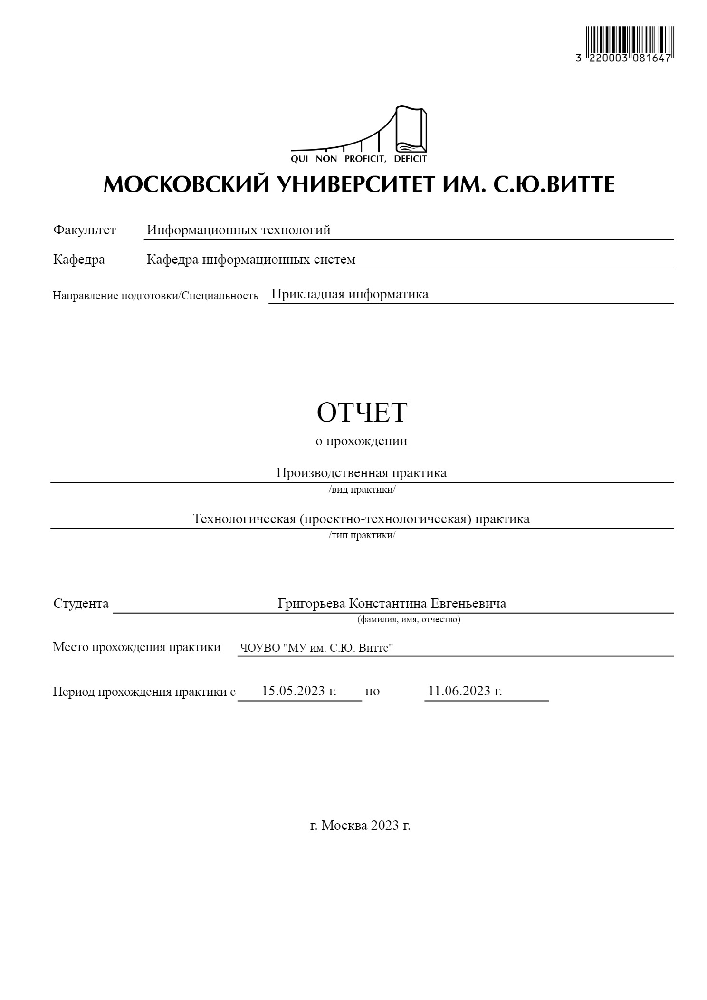 3 220003 081647
QUI NON PROFICIT, DEFICIT
МОСКОВСКИЙ УНИВЕРСИТЕТ ИМ. С.Ю.ВИТТЕ
Факультет Информационных технологий
Кафедра Кафедра информационных систем
Направление подготовки/Специальность Прикладная информатика
ОТЧЕТ
о прохождении
Производственная практика
/вид практики/
Технологическая (проектно-технологическая) практика
/тип практики/
Студента Григорьева Константина Евгеньевича
(фамилия, имя, отчество)
Место прохождения практики ЧОУВО "МУ им. С.Ю. Витте"
Период прохождения практики с 15.05.2023 г. по 11.06.2023 г.
г. Москва 2023 г.